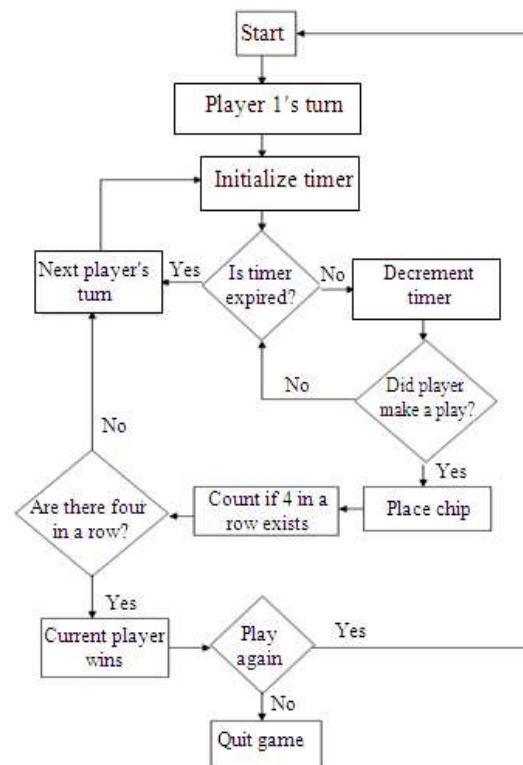 Start
Player 1's turn
Initialize timer
Next player's
turn
Yes
Is timer
expired?
No
Decrement
timer
No
Did player
make a play?
No
Yes
Are there four
in a row?
Count if 4 in a
row exists
Place chip
Yes
Current player
wins
Play
again
Yes
No
Quit game